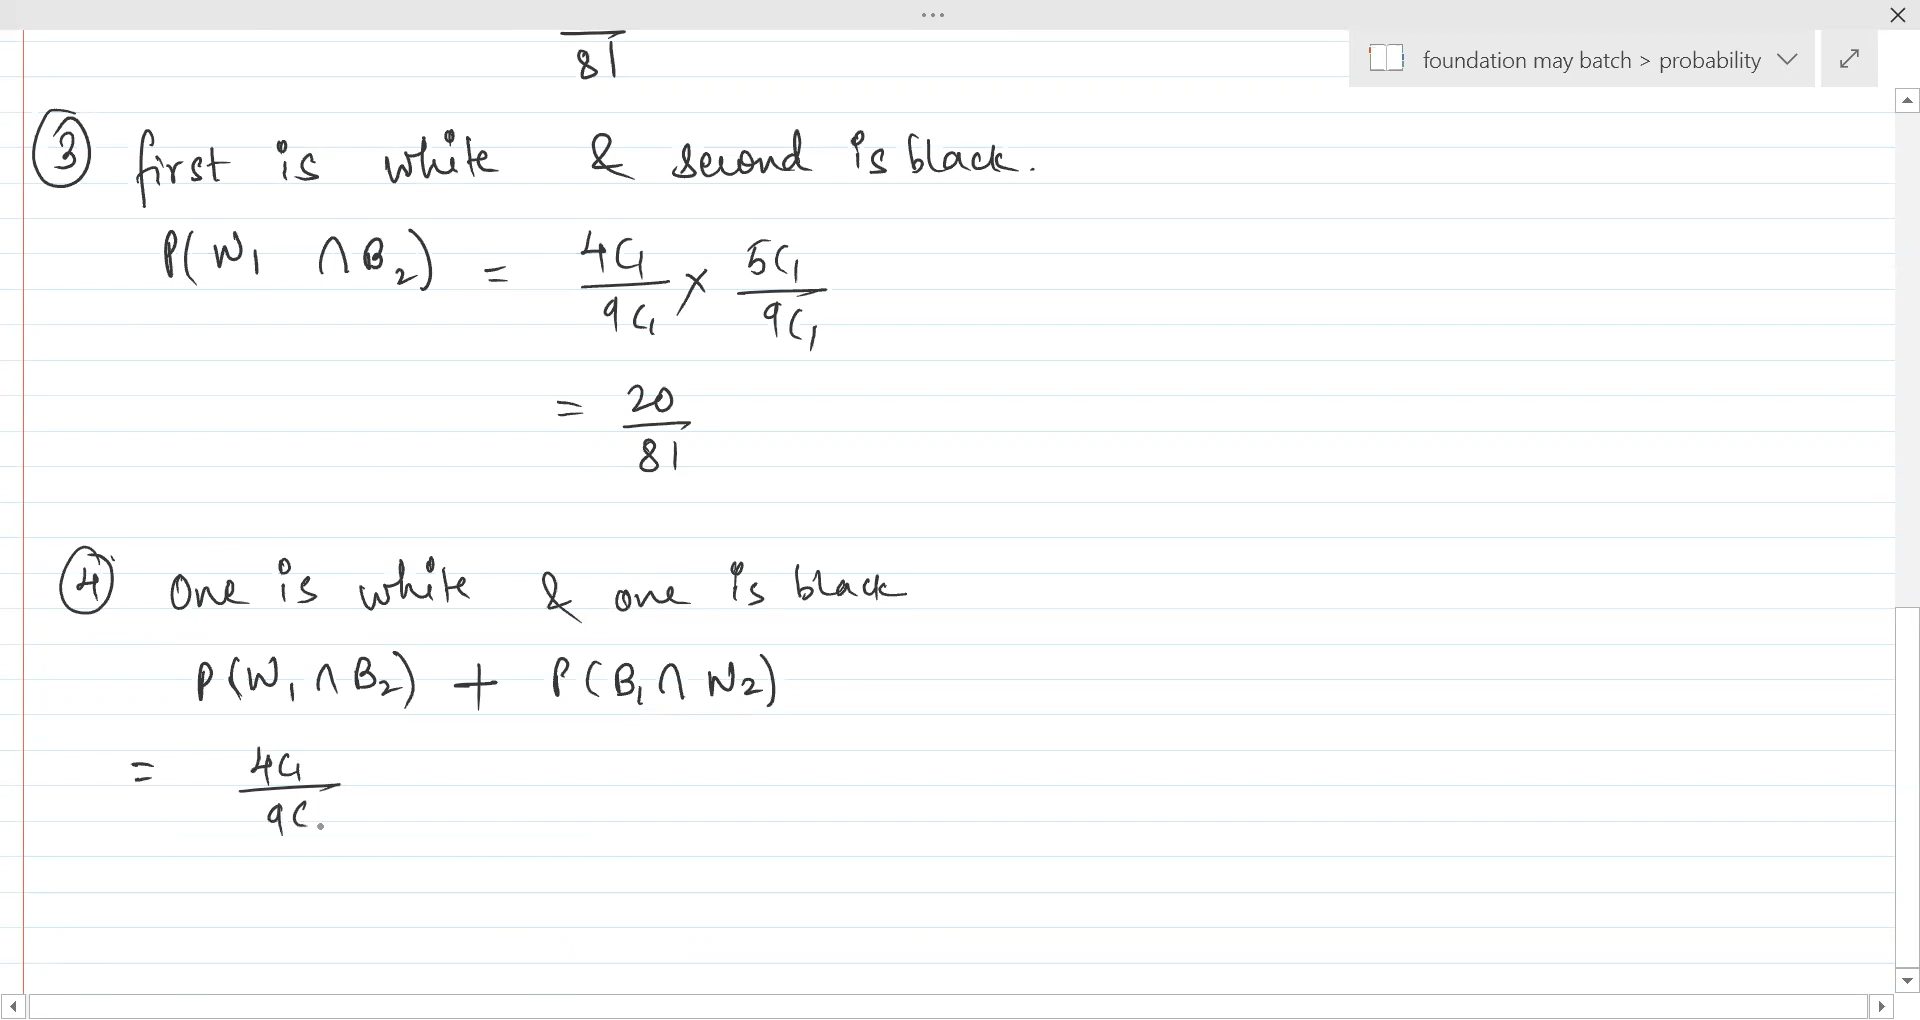 ...
81
foundation may batch > probability
③ first is white & second is black.
P(W₁ ∩ B₂) = 4C₁/9C₁ × 5C₁/9C₁
= 20/81
④ One is white & one is black
P(W₁ ∩ B₂) + P(B₁ ∩ W₂)
= 4C₁/9C.